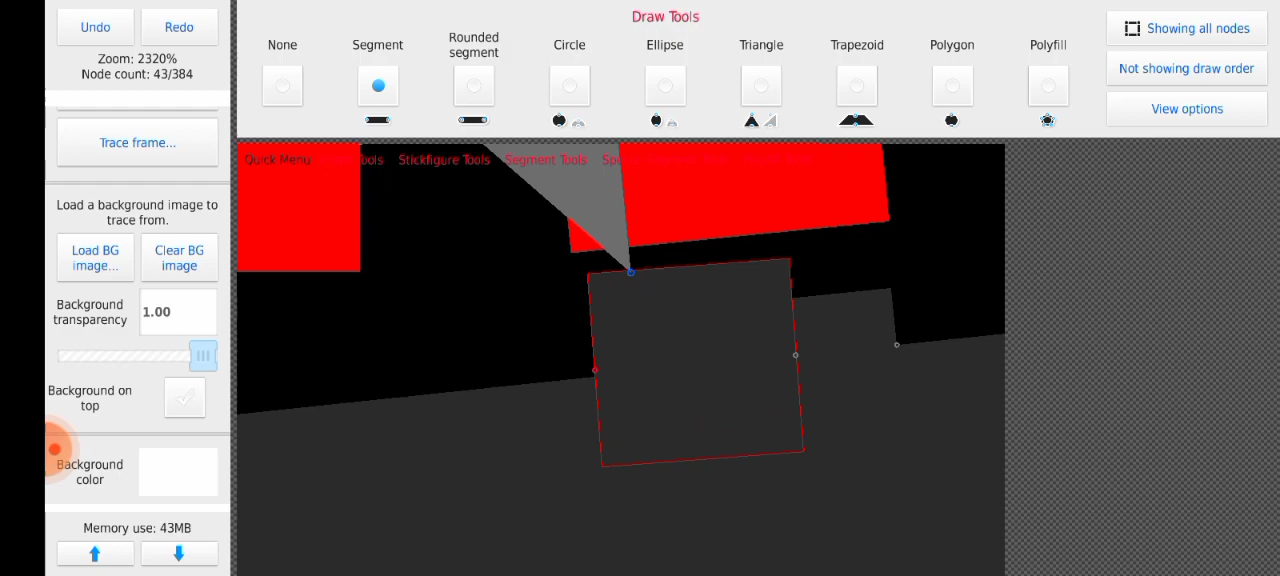 Undo
Redo
Zoom: 2320%
Node count: 43/384
Trace frame...
Load a background image to
trace from.
Load BG
image...
Clear BG
image
Background
transparency
1.00
Background on
top
Background
color
Memory use: 43MB
Draw Tools
None
Segment
Rounded
segment
Circle
Ellipse
Triangle
Trapezoid
Polygon
Polyfill
Showing all nodes
Not showing draw order
View options
Quick Menu
Tools
Stickfigure Tools
Segment Tools